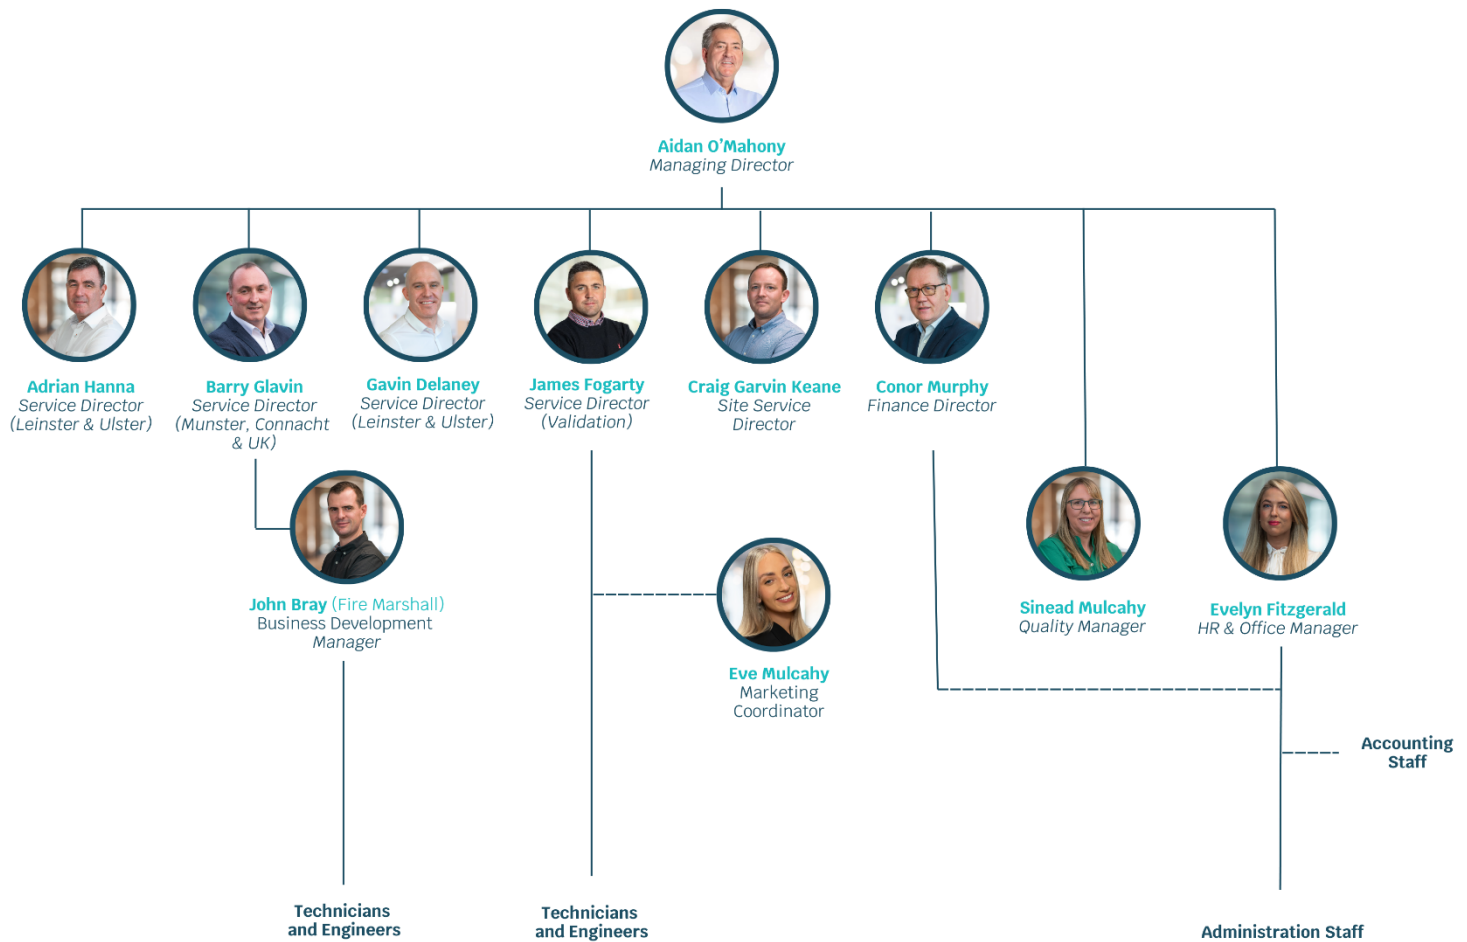 Aidan O’Mahony
Managing Director
Adrian Hanna
Service Director
(Leinster & Ulster)
Barry Glavin
Service Director
(Munster, Connacht
& UK)
Gavin Delaney
Service Director
(Leinster & Ulster)
James Fogarty
Service Director
(Validation)
Craig Garvin Keane
Site Service
Director
Conor Murphy
Finance Director
John Bray (Fire Marshall)
Business Development
Manager
Eve Mulcahy
Marketing
Coordinator
Sinead Mulcahy
Quality Manager
Evelyn Fitzgerald
HR & Office Manager
Accounting
Staff
Technicians
and Engineers
Technicians
and Engineers
Administration Staff